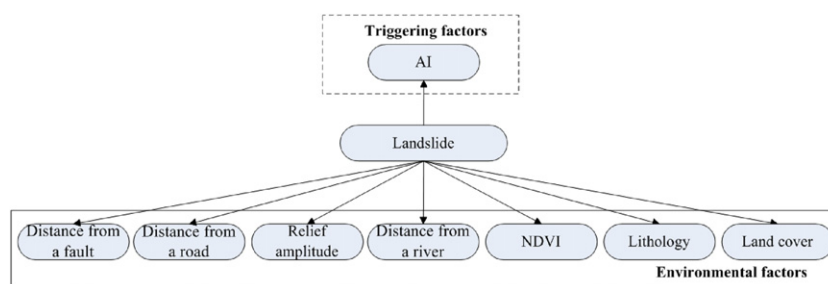 Triggering factors
AI
Landslide
Distance from a fault
Distance from a road
Relief amplitude
Distance from a river
NDVI
Lithology
Land cover
Environmental factors